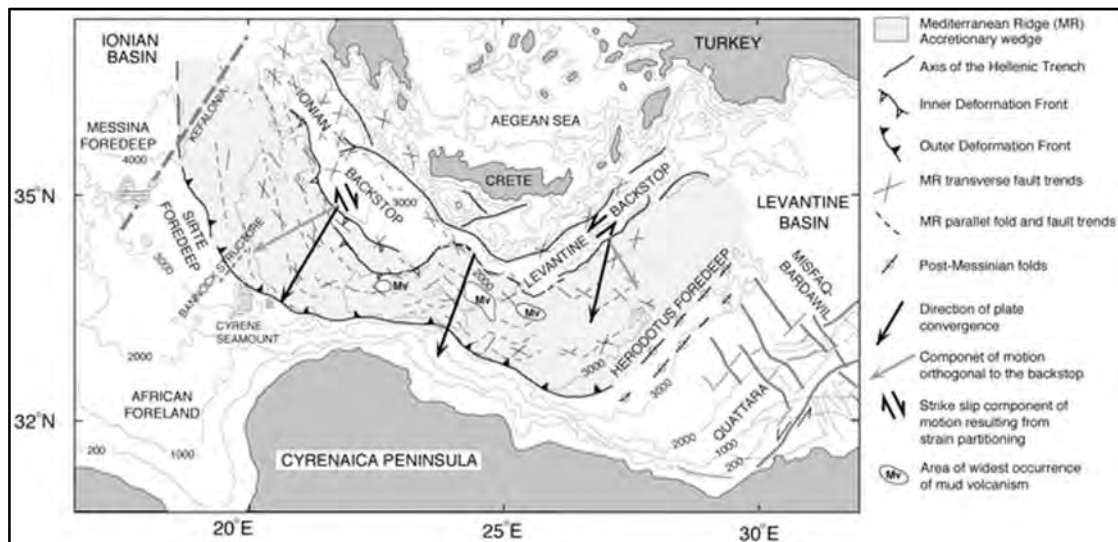 IONIAN
BASIN
TURKEY
KEFALONIA
IONIAN
MESSINA
FOREDEEP
4000
AEGEAN SEA
35°N
CRETE
BACKSTOP
3000
BACKSTOP
LEVANTINE
LEVANTINE
BASIN
SIRTE
FOREDEEP
3000
BANNOCK STRUCTURE
2000
Mv
Mv
Mv
MISFAQ-
BARDAWIL
HERODOTUS FOREDEEP
CYRENE
SEAMOUNT
2000
3000
3000
AFRICAN
FORELAND
QUATTARA
32°N
200
1000
2000
1000
200
CYRENAICA PENINSULA
20°E
25°E
30°E
Mediterranean Ridge (MR)
Accretionary wedge
Axis of the Hellenic Trench
Inner Deformation Front
Outer Deformation Front
MR transverse fault trends
MR parallel fold and fault trends
Post-Messinian folds
Direction of plate
convergence
Componet of motion
orthogonal to the backstop
Strike slip component of
motion resulting from
strain partitioning
Mv
Area of widest occurrence
of mud volcanism